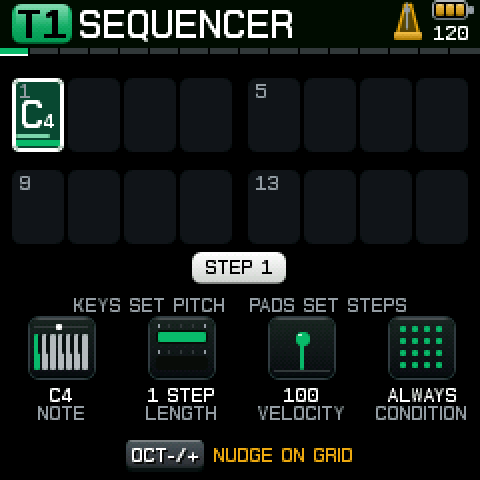 T1 SEQUENCER
120
1 5
C4
9 13
STEP 1
KEYS SET PITCH PADS SET STEPS
C4 1 STEP 100 ALWAYS
NOTE LENGTH VELOCITY CONDITION
OCT-/+ NUDGE ON GRID